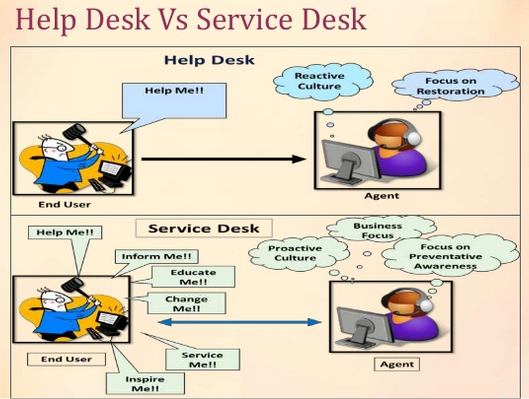 Help Desk Vs Service Desk
Help Desk
Help Me!!
Reactive
Culture
Focus on
Restoration
End User
Agent
Service Desk
Help Me!!
Inform Me!!
Educate
Me!!
Change
Me!!
Service
Me!!
Inspire
Me!!
Proactive
Culture
Business
Focus
Focus on
Preventative
Awareness
End User
Agent